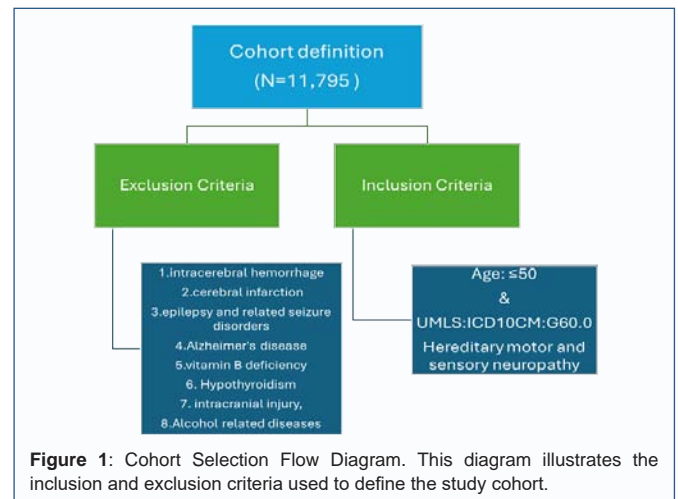 Cohort definition
(N=11,795 )
Exclusion Criteria
Inclusion Criteria
1.intracerebral hemorrhage
2.cerebral infarction
3.epilepsy and related seizure
disorders
4.Alzheimer's disease
5.vitamin B deficiency
6. Hypothyroidism
7. intracranial injury,
8.Alcohol related diseases
Age: ≤50
&
UMLS:ICD10CM:G60.0
Hereditary motor and
sensory neuropathy
Figure 1: Cohort Selection Flow Diagram. This diagram illustrates the
inclusion and exclusion criteria used to define the study cohort.